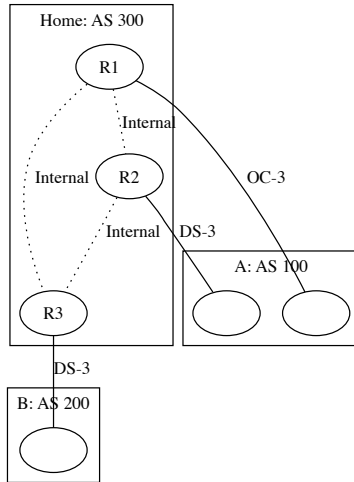 Home: AS 300
R1
Internal
Internal
OC-3
R2
Internal
DS-3
A: AS 100
R3
DS-3
B: AS 200